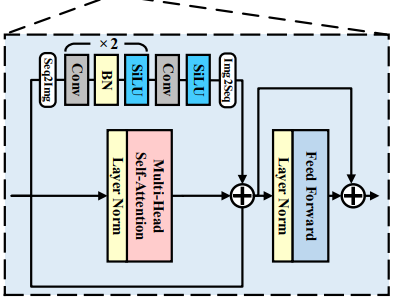 × 2
Seq2Img
Conv
BN
SiLU
Conv
SiLU
Img2Seq
Layer Norm
Multi-Head
Self-Attention
Layer Norm
Feed Forward